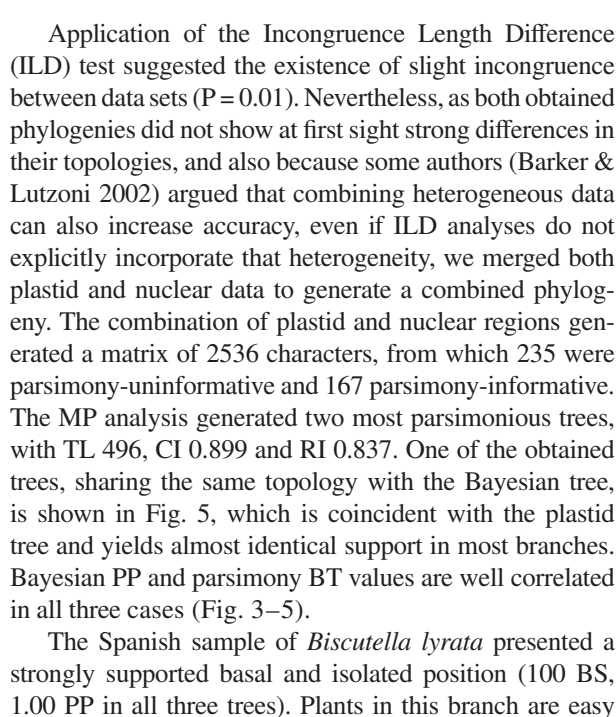 Application of the Incongruence Length Difference
(ILD) test suggested the existence of slight incongruence
between data sets (P = 0.01). Nevertheless, as both obtained
phylogenies did not show at first sight strong differences in
their topologies, and also because some authors (Barker &
Lutzoni 2002) argued that combining heterogeneous data
can also increase accuracy, even if ILD analyses do not
explicitly incorporate that heterogeneity, we merged both
plastid and nuclear data to generate a combined phylog-
eny. The combination of plastid and nuclear regions gen-
erated a matrix of 2536 characters, from which 235 were
parsimony-uninformative and 167 parsimony-informative.
The MP analysis generated two most parsimonious trees,
with TL 496, CI 0.899 and RI 0.837. One of the obtained
trees, sharing the same topology with the Bayesian tree,
is shown in Fig. 5, which is coincident with the plastid
tree and yields almost identical support in most branches.
Bayesian PP and parsimony BT values are well correlated
in all three cases (Fig. 3–5).
The Spanish sample of Biscutella lyrata presented a
strongly supported basal and isolated position (100 BS,
1.00 PP in all three trees). Plants in this branch are easy